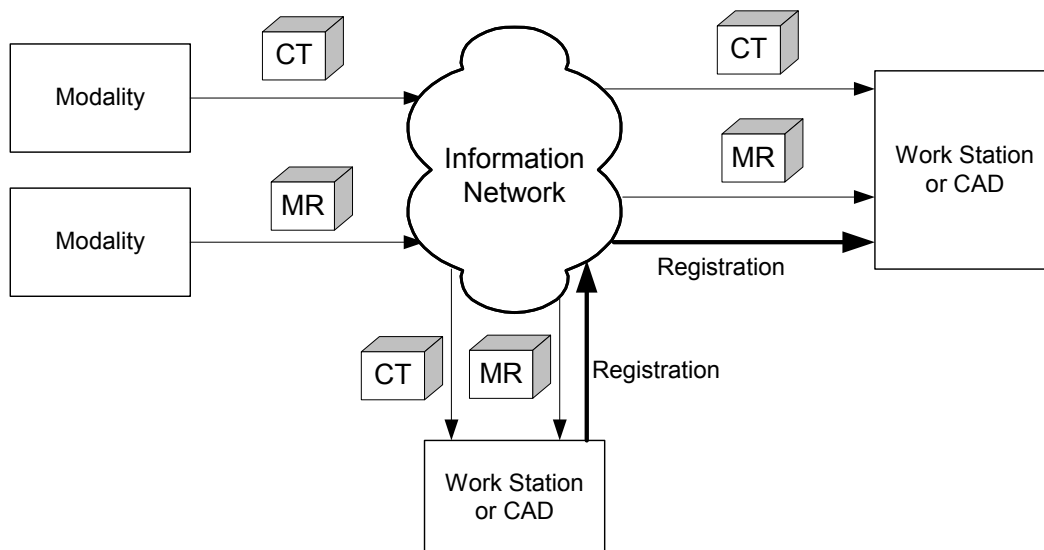 CT
CT
Modality
MR
Information
Network
MR
Work Station
or CAD
MR
Modality
Registration
CT
MR
Registration
Work Station
or CAD